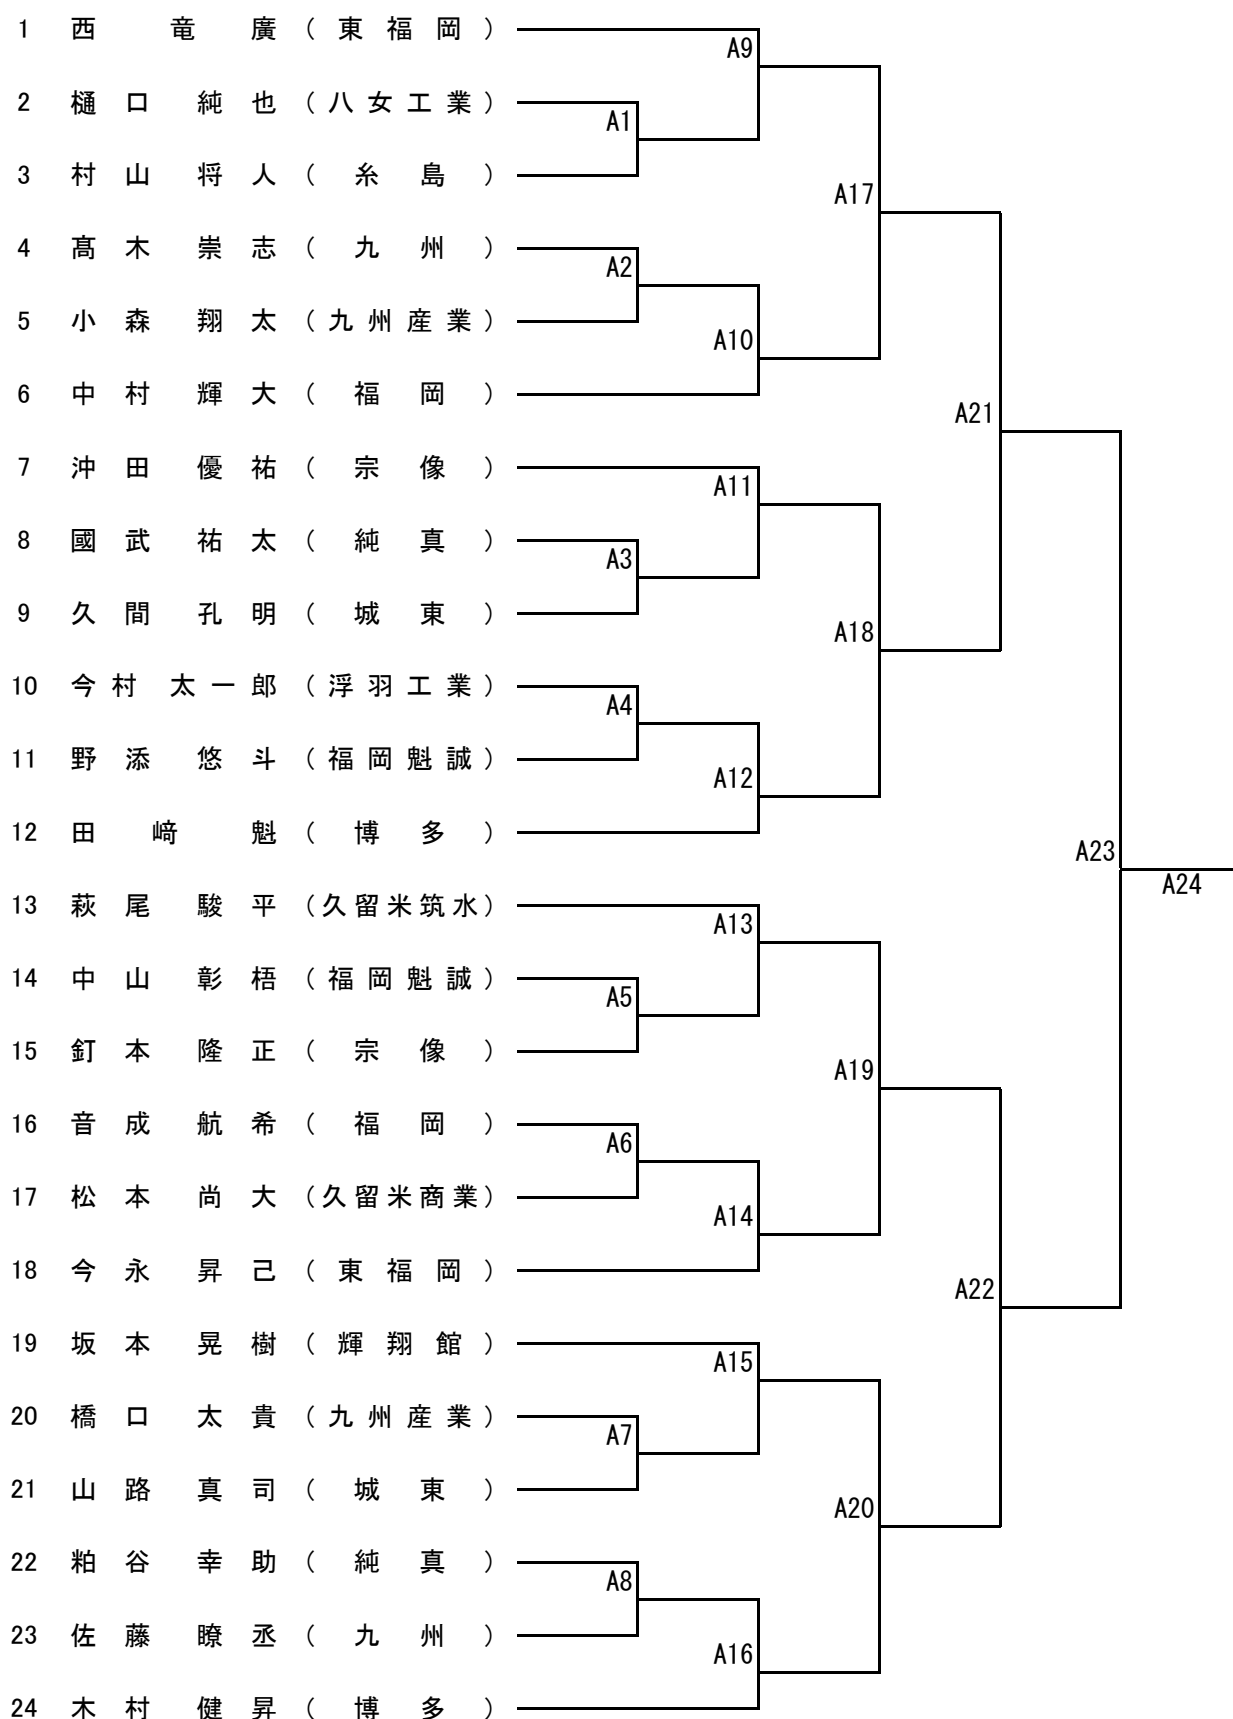 1 西 竜 廣 ( 東 福 岡 )
A9
2 樋 口 純 也 ( 八 女 工 業 )
A1
3 村 山 将 人 ( 糸 島 )
A17
4 髙 木 崇 志 ( 九 州 )
A2
5 小 森 翔 太 ( 九 州 産 業 )
A10
6 中 村 輝 大 ( 福 岡 )
A21
7 沖 田 優 祐 ( 宗 像 )
A11
8 國 武 祐 太 ( 純 真 )
A3
9 久 間 孔 明 ( 城 東 )
A18
10 今 村 太 一 郎 ( 浮 羽 工 業 )
A4
11 野 添 悠 斗 ( 福 岡 魁 誠 )
A12
12 田 﨑 魁 ( 博 多 )
A23
A24
13 萩 尾 駿 平 ( 久 留 米 筑 水 )
A13
14 中 山 彰 梧 ( 福 岡 魁 誠 )
A5
15 釘 本 隆 正 ( 宗 像 )
A19
16 音 成 航 希 ( 福 岡 )
A6
17 松 本 尚 大 ( 久 留 米 商 業 )
A14
18 今 永 昇 己 ( 東 福 岡 )
A22
19 坂 本 晃 樹 ( 輝 翔 館 )
A15
20 橋 口 太 貴 ( 九 州 産 業 )
A7
21 山 路 真 司 ( 城 東 )
A20
22 粕 谷 幸 助 ( 純 真 )
A8
23 佐 藤 瞭 丞 ( 九 州 )
A16
24 木 村 健 昇 ( 博 多 )